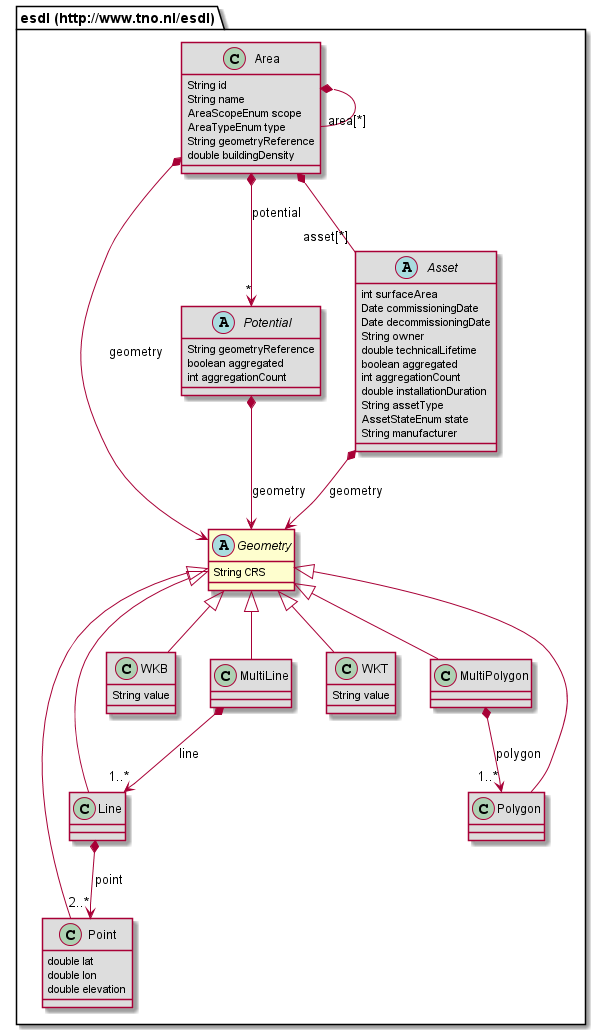 esdl (http://www.tno.nl/esdl)
C Area
String id
String name
AreaScopeEnum scope
AreaTypeEnum type
String geometryReference
double buildingDensity
area[*]
potential
asset[*]
*
A Asset
int surfaceArea
Date commissioningDate
Date decommissioningDate
String owner
double technicalLifetime
boolean aggregated
int aggregationCount
double installationDuration
String assetType
AssetStateEnum state
String manufacturer
A Potential
String geometryReference
boolean aggregated
int aggregationCount
geometry
geometry
geometry
A Geometry
String CRS
C WKB
String value
C MultiLine
C WKT
String value
C MultiPolygon
line
1..*
polygon
1..*
C Line
C Polygon
point
2..*
C Point
double lat
double lon
double elevation